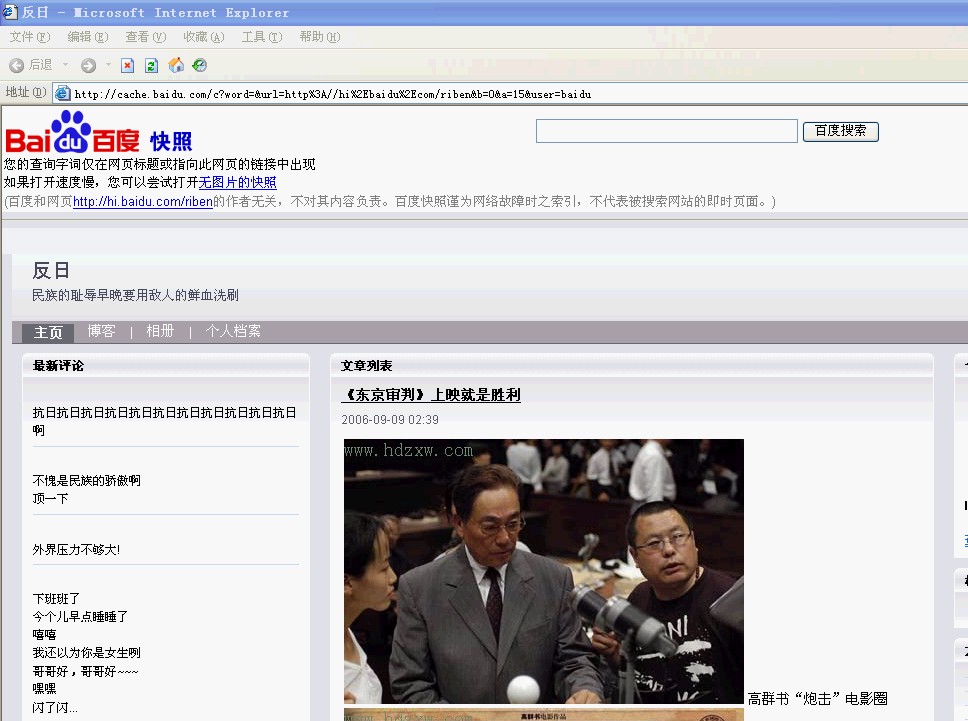 反日 - Microsoft Internet Explorer
文件(F) 编辑(E) 查看(V) 收藏(A) 工具(T) 帮助(H)
后退
地址(D) http://cache.baidu.com/c?word=&url=http%3A//hi%2Ebaidu%2Ecom/riben&b=0&a=15&user=baidu
Bai du 百度 快照
百度搜索
您的查询字词仅在网页标题或指向此网页的链接中出现
如果打开速度慢，您可以尝试打开无图片的快照
(百度和网页http://hi.baidu.com/riben的作者无关，不对其内容负责。百度快照谨为网络故障时之索引，不代表被搜索网站的即时页面。)
反日
民族的耻辱早晚要用敌人的鲜血洗刷
主页 博客 | 相册 | 个人档案
最新评论
抗日抗日抗日抗日抗日抗日抗日抗日抗日抗日抗日
啊
不愧是民族的骄傲啊
顶一下
外界压力不够大!
下班班了
今个儿早点睡睡了
嘻嘻
我还以为你是女生咧
哥哥好，哥哥好~~~
嘿嘿
闪了闪...
文章列表
《东京审判》上映就是胜利
2006-09-09 02:39
www.hdzxw.com
高群书“炮击”电影圈
www.hdzxw.com
高群书电影作品